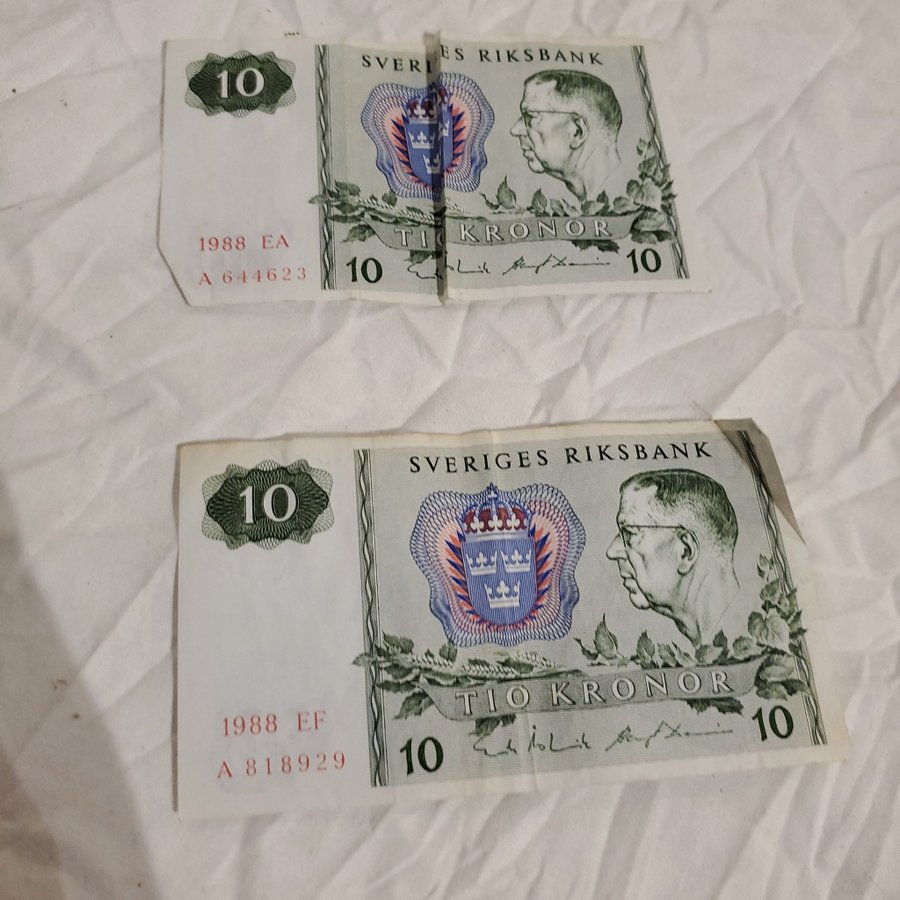 10
SVERIGES RIKSBANK
1988 EA
A 644623
TIO KRONOR
10
10
10
SVERIGES RIKSBANK
TIO KRONOR
1988 EF
A 818929
10
10